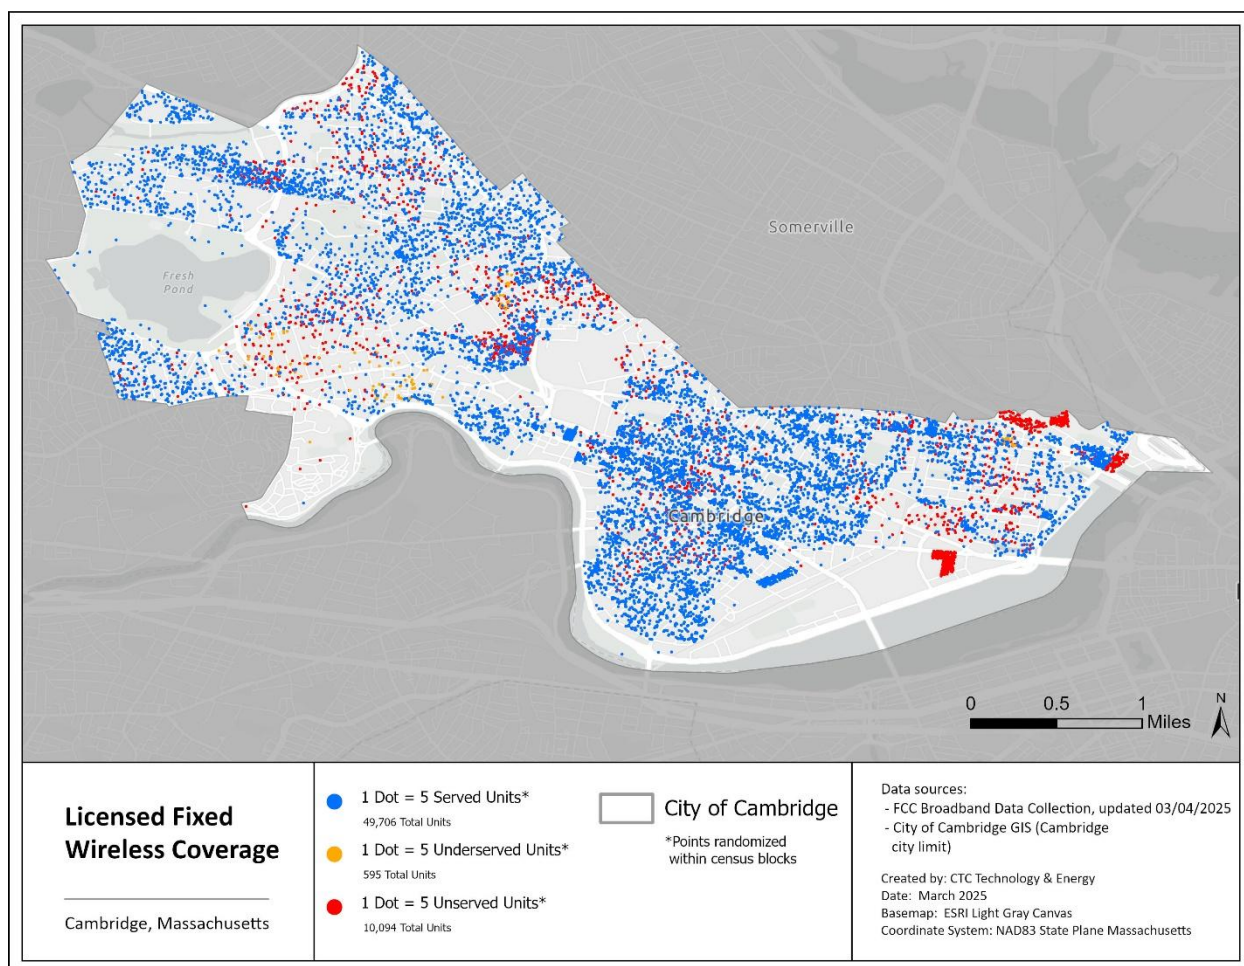 Somerville
Fresh
Pond
Cambridge
0 0.5 1
Miles
N
Licensed Fixed
Wireless Coverage
Cambridge, Massachusetts
1 Dot = 5 Served Units*
49,706 Total Units
1 Dot = 5 Underserved Units*
595 Total Units
1 Dot = 5 Unserved Units*
10,094 Total Units
City of Cambridge
*Points randomized
within census blocks
Data sources:
- FCC Broadband Data Collection, updated 03/04/2025
- City of Cambridge GIS (Cambridge
city limit)
Created by: CTC Technology & Energy
Date: March 2025
Basemap: ESRI Light Gray Canvas
Coordinate System: NAD83 State Plane Massachusetts